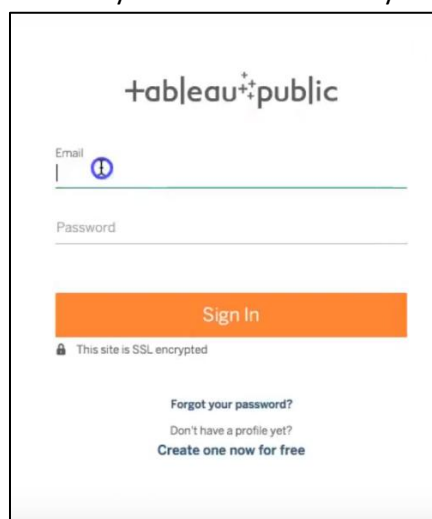 tableau public
Email
Password
Sign In
This site is SSL encrypted
Forgot your password?
Don't have a profile yet?
Create one now for free